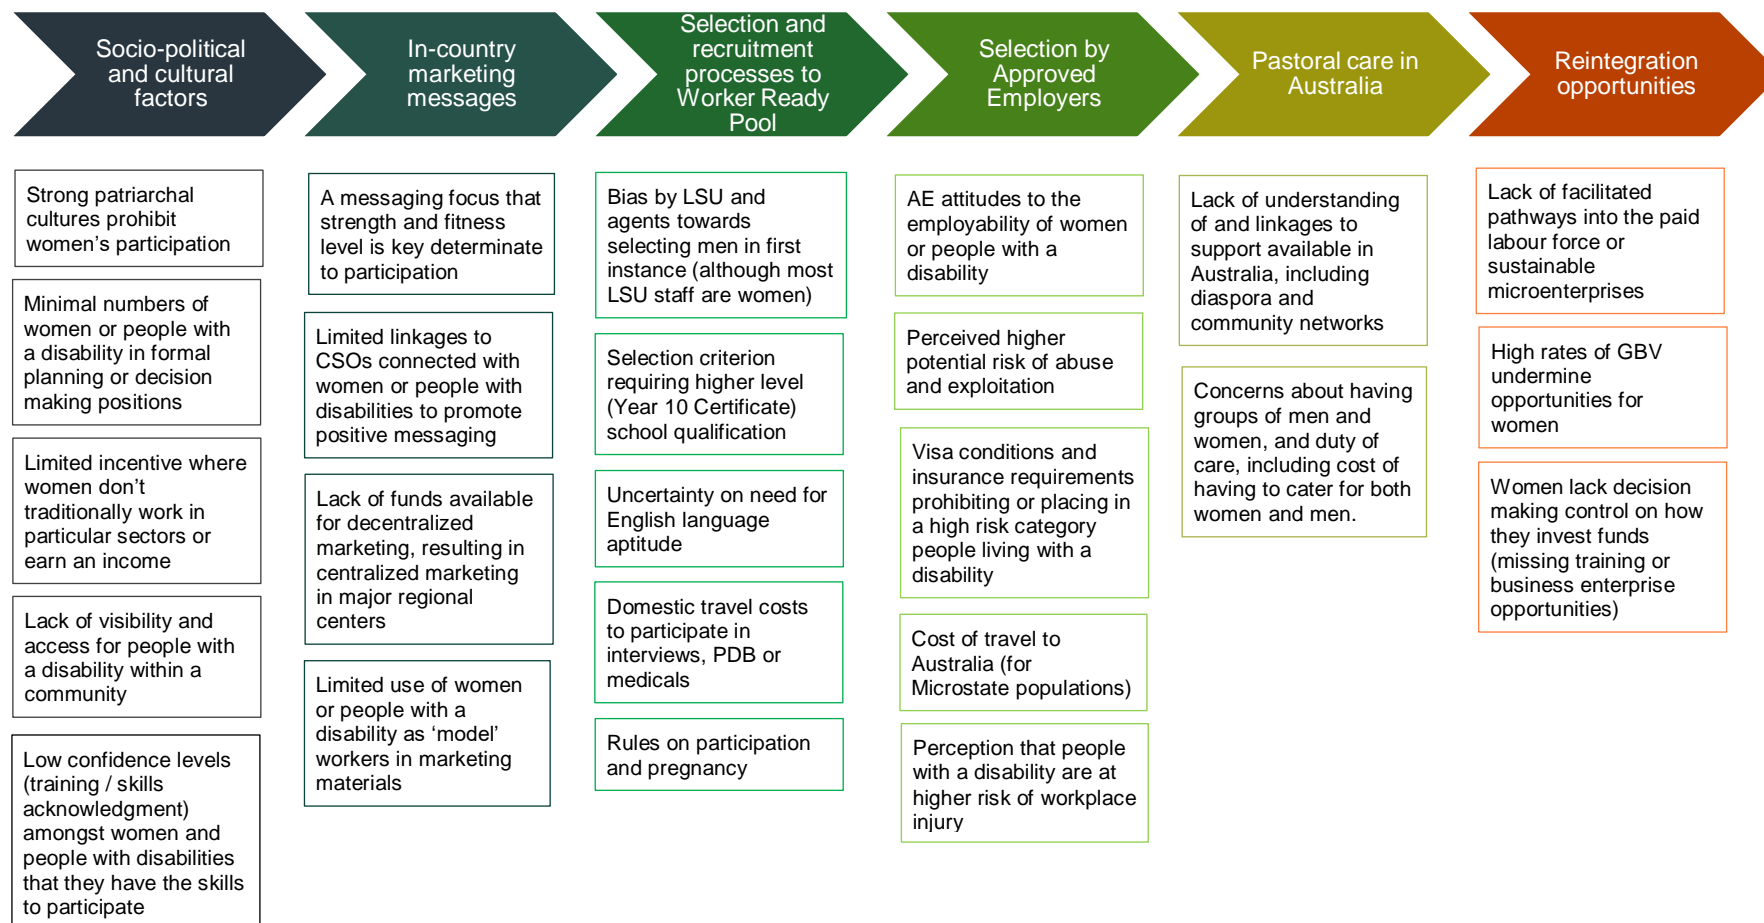 Socio-political
and cultural
factors
In-country
marketing
messages
Selection and
recruitment
processes to
Worker Ready
Pool
Selection by
Approved
Employers
Pastoral care in
Australia
Reintegration
opportunities
Strong patriarchal
cultures prohibit
women’s participation
Minimal numbers of
women or people with
a disability in formal
planning or decision
making positions
Limited incentive where
women don’t
traditionally work in
particular sectors or
earn an income
Lack of visibility and
access for people with
a disability within a
community
Low confidence levels
(training / skills
acknowledgment)
amongst women and
people with disabilities
that they have the skills
to participate
A messaging focus that
strength and fitness
level is key determinate
to participation
Limited linkages to
CSOs connected with
women or people with
disabilities to promote
positive messaging
Lack of funds available
for decentralized
marketing, resulting in
centralized marketing
in major regional
centers
Limited use of women
or people with a
disability as ‘model’
workers in marketing
materials
Bias by LSU and
agents towards
selecting men in first
instance (although most
LSU staff are women)
Selection criterion
requiring higher level
(Year 10 Certificate)
school qualification
Uncertainty on need for
English language
aptitude
Domestic travel costs
to participate in
interviews, PDB or
medicals
Rules on participation
and pregnancy
AE attitudes to the
employability of women
or people with a
disability
Perceived higher
potential risk of abuse
and exploitation
Visa conditions and
insurance requirements
prohibiting or placing in
a high risk category
people living with a
disability
Cost of travel to
Australia (for
Microstate populations)
Perception that people
with a disability are at
higher risk of workplace
injury
Lack of understanding
of and linkages to
support available in
Australia, including
diaspora and
community networks
Concerns about having
groups of men and
women, and duty of
care, including cost of
having to cater for both
women and men.
Lack of facilitated
pathways into the paid
labour force or
sustainable
microenterprises
High rates of GBV
undermine
opportunities for
women
Women lack decision
making control on how
they invest funds
(missing training or
business enterprise
opportunities)